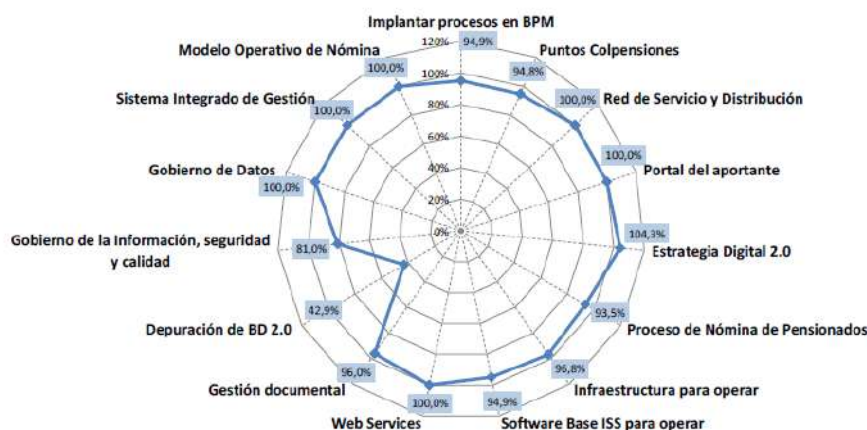 Implantar procesos en BPM
94,9%
Puntos Colpensiones
94,8%
Red de Servicio y Distribución
100,0%
Portal del aportante
100,0%
Estrategia Digital 2.0
104,3%
Proceso de Nómina de Pensionados
93,5%
Infraestructura para operar
96,8%
Software Base ISS para operar
94,9%
Web Services
100,0%
Gestión documental
96,0%
Depuración de BD 2.0
42,9%
Gobierno de la Información, seguridad
y calidad
81,0%
Gobierno de Datos
100,0%
Sistema Integrado de Gestión
100,0%
Modelo Operativo de Nómina
100,0%
120%
100%
80%
60%
40%
20%
0%